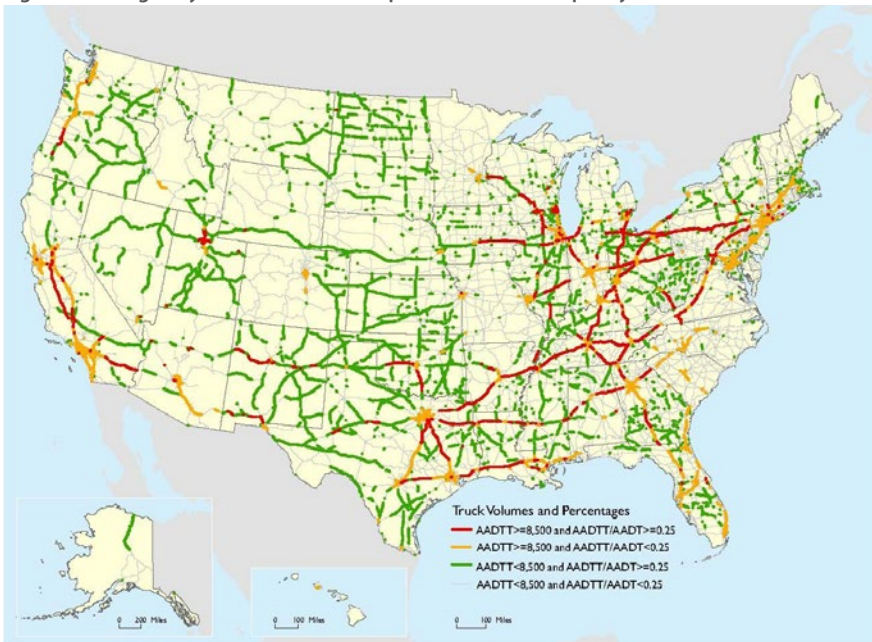 Truck Volumes and Percentages
AADTT>=8,500 and AADTT/AADT>=0.25
AADTT>=8,500 and AADTT/AADT<0.25
AADTT<8,500 and AADTT/AADT>=0.25
AADTT<8,500 and AADTT/AADT<0.25
0 200 Miles
0 100 Miles
0 100 Miles